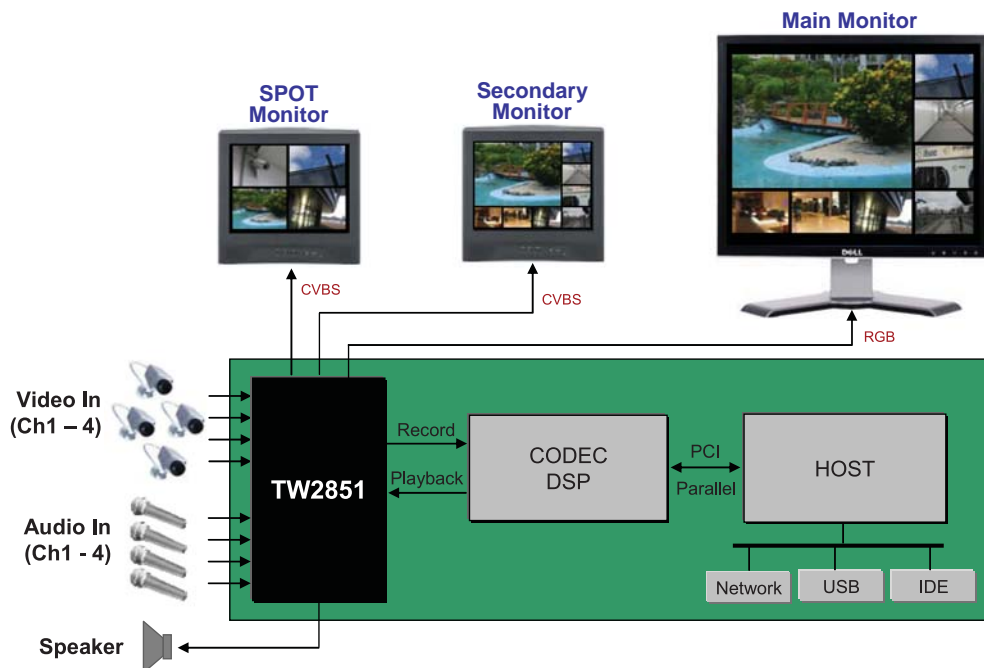 Main Monitor
SPOT
Monitor
Secondary
Monitor
DELL
CVBS
CVBS
RGB
Video In
(Ch1 – 4)
Record
Playback
TW2851
CODEC
DSP
PCI
Parallel
HOST
Audio In
(Ch1 - 4)
Network
USB
IDE
Speaker